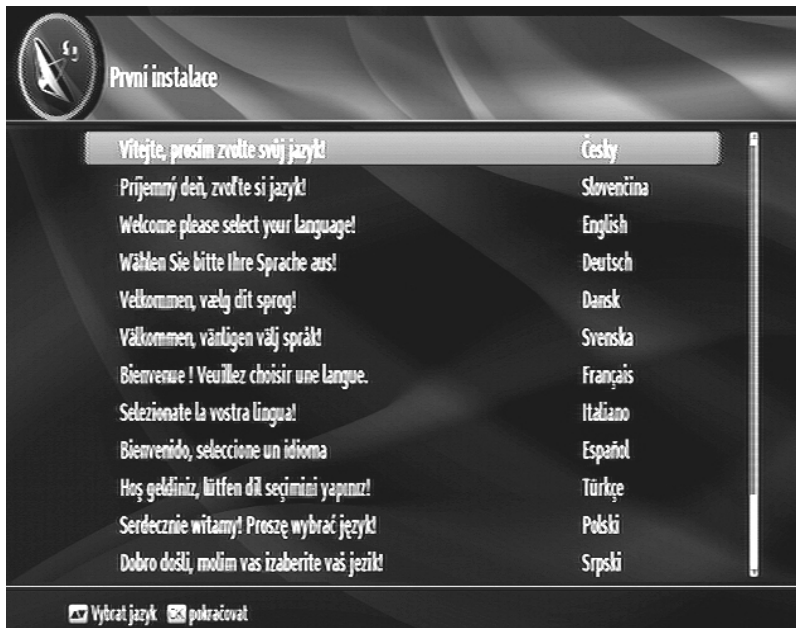 První instalace
Vítejte, prosím zvolte svůj jazyk! Česky
Príjemný deň, zvoľte si jazyk! Slovenčina
Welcome please select your language! English
Wählen Sie bitte Ihre Sprache aus! Deutsch
Velkommen, vælg dit sprog! Dansk
Välkommen, vänligen välj språk! Svenska
Bienvenue ! Veuillez choisir une langue. Français
Selezionate la vostra lingua! Italiano
Bienvenido, seleccione un idioma Español
Hoş geldiniz, lütfen dil seçimini yapınız! Türkçe
Serdecznie witamy! Proszę wybrać język! Polski
Dobro došli, molim vas izaberite vaš jezik! Srpski
Vybrat jazyk OK pokračovat